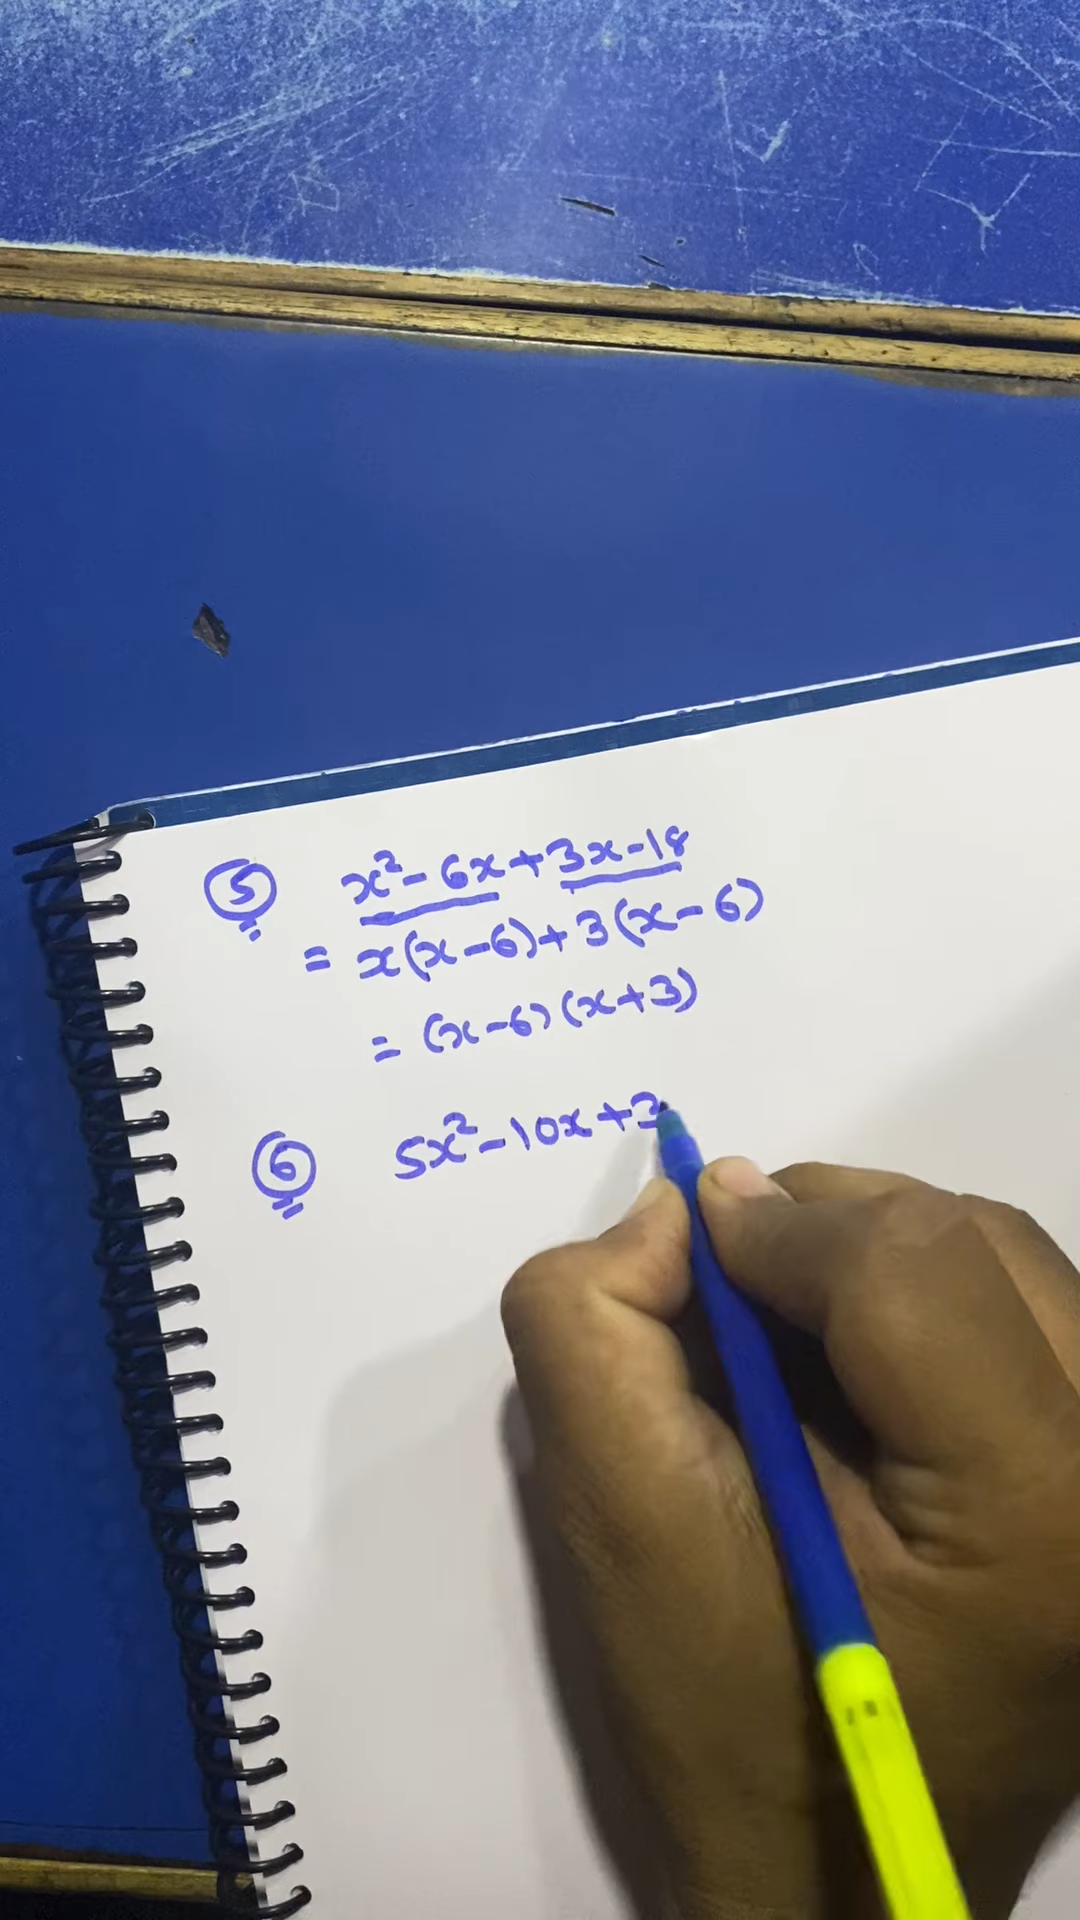 5 x² - 6x + 3x - 18
= x(x - 6) + 3(x - 6)
= (x - 6) (x + 3)
6 5x² - 10x + 3